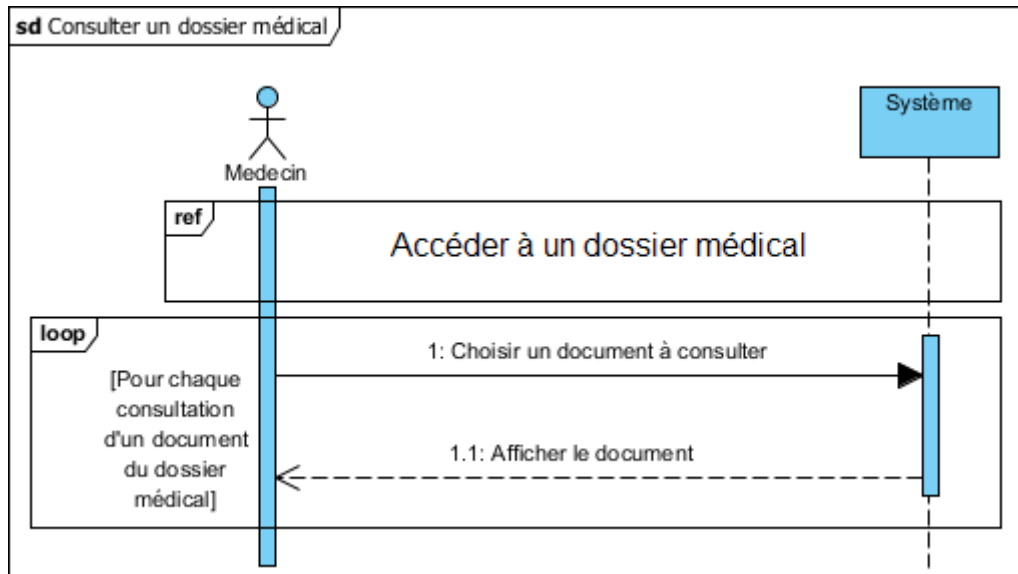 sd Consulter un dossier médical
Système
Medecin
ref
Accéder à un dossier médical
loop
1: Choisir un document à consulter
[Pour chaque
consultation
d'un document
du dossier
médical]
1.1: Afficher le document